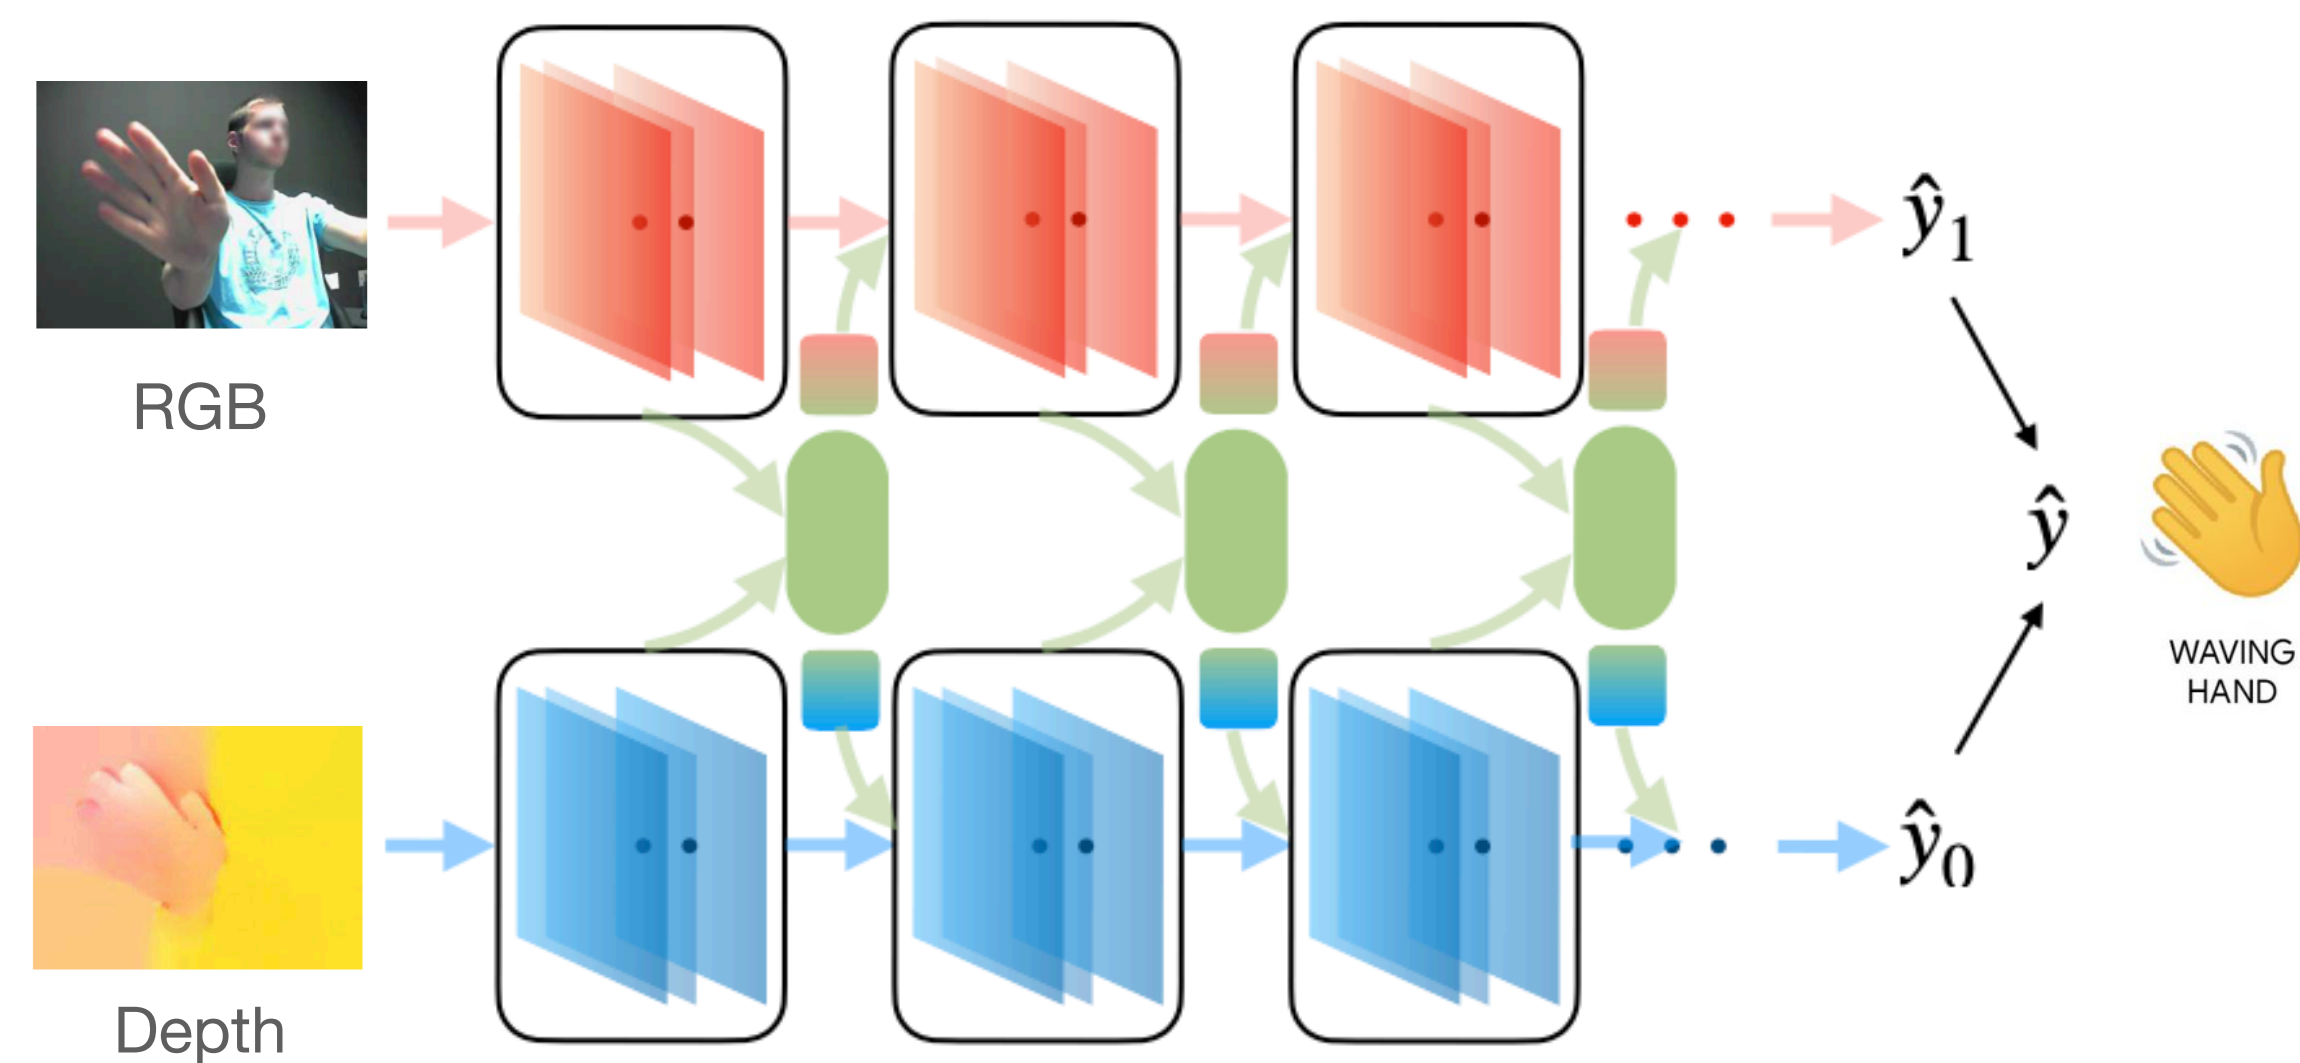 RGB
ŷ₁
ŷ
WAVING
HAND
ŷ₀
Depth